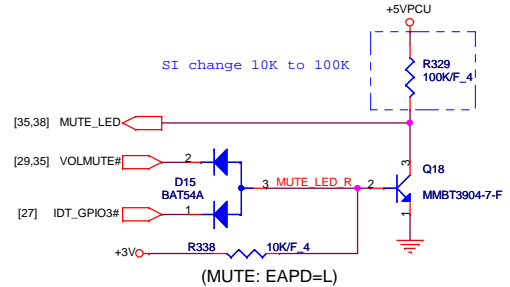 +5VPCU
SI change 10K to 100K
R329
100K/F_4
[35,38] MUTE_LED
[29,35] VOLMUTE#
2
D15
BAT54A
3
MUTE_LED_R
2
3
Q18
MMBT3904-7-F
1
[27] IDT_GPIO3#
1
+3V
R338
10K/F_4
(MUTE: EAPD=L)